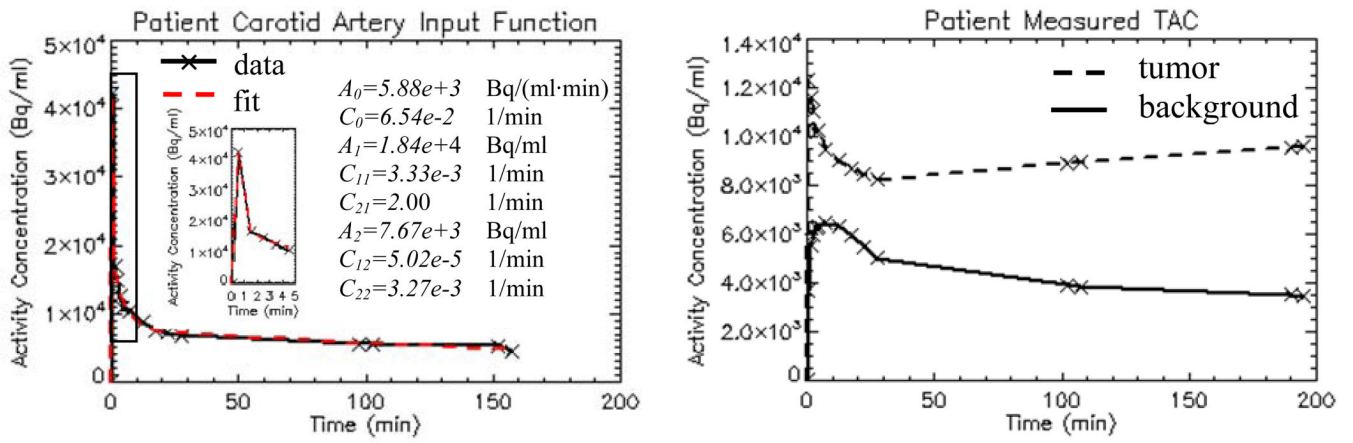 Patient Carotid Artery Input Function
5×10⁴
4×10⁴
3×10⁴
2×10⁴
1×10⁴
0
Activity Concentration (Bq/ml)
data
fit
A₀=5.88e+3 Bq/(ml·min)
C₀=6.54e-2 1/min
A₁=1.84e+4 Bq/ml
C₁₁=3.33e-3 1/min
C₂₁=2.00 1/min
A₂=7.67e+3 Bq/ml
C₁₂=5.02e-5 1/min
C₂₂=3.27e-3 1/min
5×10⁴
4×10⁴
3×10⁴
2×10⁴
1×10⁴
0
Activity Concentration (Bq/ml)
0 1 2 3 4 5
Time (min)
0 50 100 150 200
Time (min)
Patient Measured TAC
1.4×10⁴
1.2×10⁴
1.0×10⁴
8.0×10³
6.0×10³
4.0×10³
2.0×10³
0
Activity Concentration (Bq/ml)
tumor
background
0 50 100 150 200
Time (min)